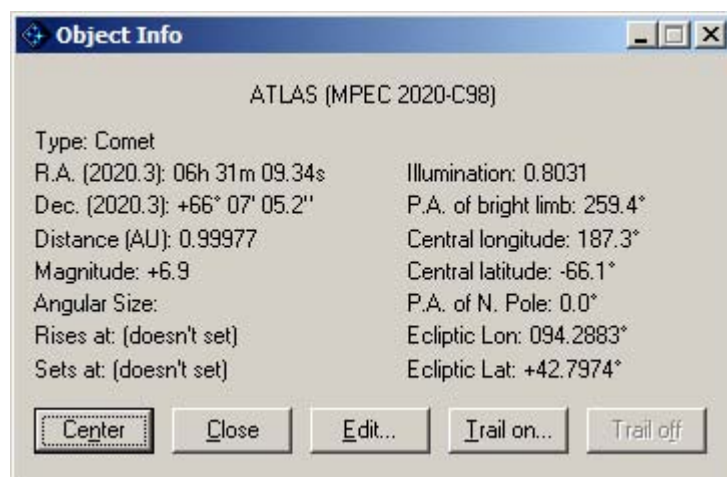 Object Info
ATLAS (MPEC 2020-C98)
Type: Comet
R.A. (2020.3): 06h 31m 09.34s
Dec. (2020.3): +66° 07' 05.2"
Distance (AU): 0.99977
Magnitude: +6.9
Angular Size:
Rises at: (doesn't set)
Sets at: (doesn't set)
Illumination: 0.8031
P.A. of bright limb: 259.4°
Central longitude: 187.3°
Central latitude: -66.1°
P.A. of N. Pole: 0.0°
Ecliptic Lon: 094.2883°
Ecliptic Lat: +42.7974°
Center Close Edit... Trail on... Trail off